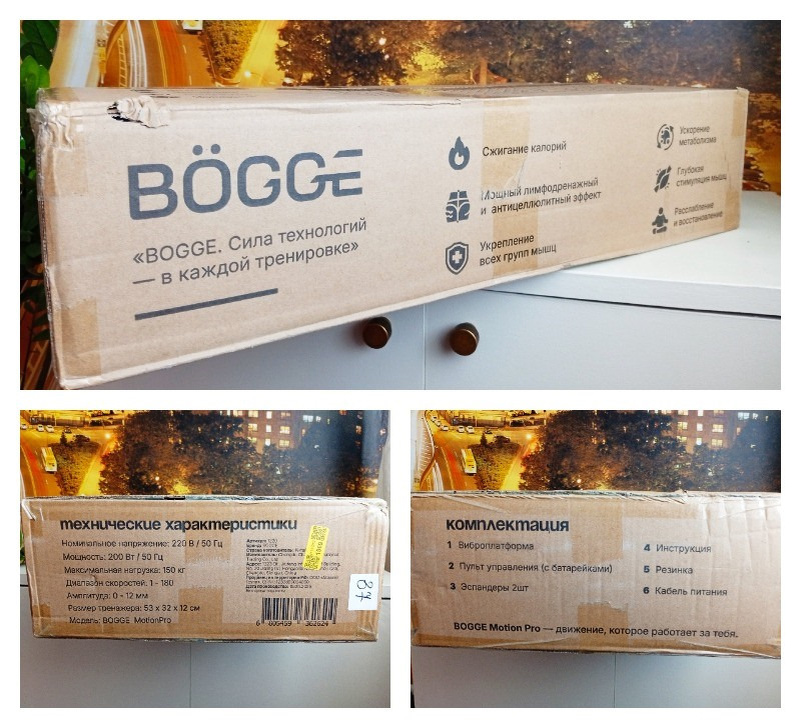 BÖGGE
«BOGGE. Сила технологий
— в каждой тренировке»
Сжигание калорий
Мощный лимфодренажный
и антицеллюлитный эффект
Укрепление
всех групп мышц
Ускорение
метаболизма
Глубокая
стимуляция мышц
Расслабление
и восстановление
технические характеристики
Номинальное напряжение: 220 В / 50 Гц
Мощность: 200 Вт / 50 Гц
Максимальная нагрузка: 150 кг
Диапазон скоростей: 1 - 180
Амплитуда: 0 - 12 мм
Размер тренажера: 53 x 32 x 12 см
Модель: BOGGE MotionPro
87
комплектация
1 Виброплатформа
2 Пульт управления (с батарейками)
3 Эспандеры 2шт
4 Инструкция
5 Резинка
6 Кабель питания
BOGGE Motion Pro — движение, которое работает за тебя.